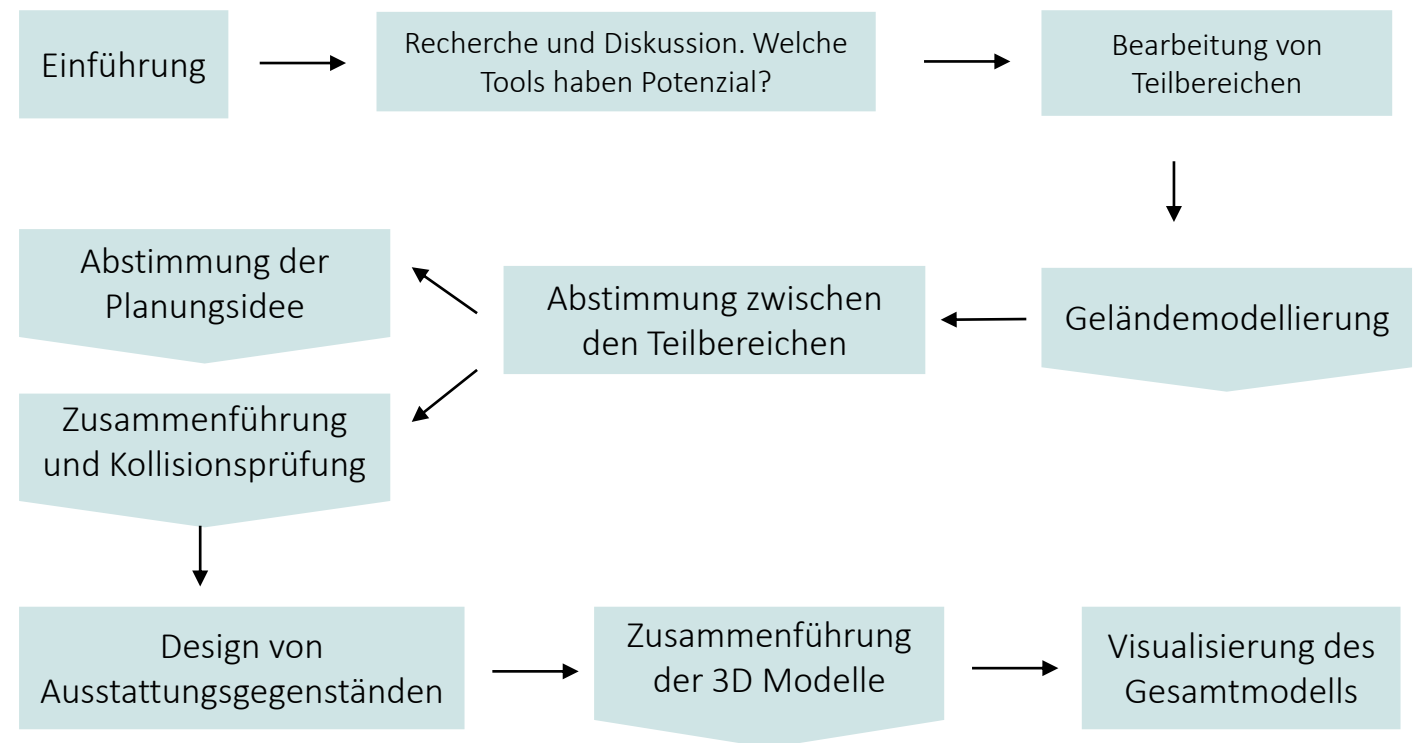 Einführung
Recherche und Diskussion. Welche
Tools haben Potenzial?
Bearbeitung von
Teilbereichen
Geländemodellierung
Abstimmung zwischen
den Teilbereichen
Abstimmung der
Planungsidee
Zusammenführung
und Kollisionsprüfung
Design von
Ausstattungsgegenständen
Zusammenführung
der 3D Modelle
Visualisierung des
Gesamtmodells